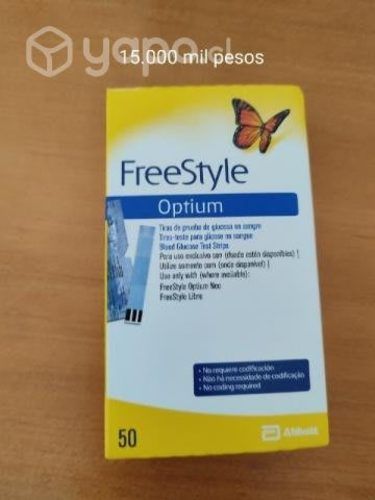 yapo.cl
15.000 mil pesos
FreeStyle
Optium
Tiras de prueba de glucosa en sangre
Tiras-teste para glicose no sangue
Blood Glucose Test Strips
Para uso exclusivo con (donde estén disponibles)
Utilize somente com (onde disponível)
Use only with (where available):
FreeStyle Optium Neo
FreeStyle Libre
• No requiere codificación
• Não há necessidade de codificação
• No coding required
50
Abbott